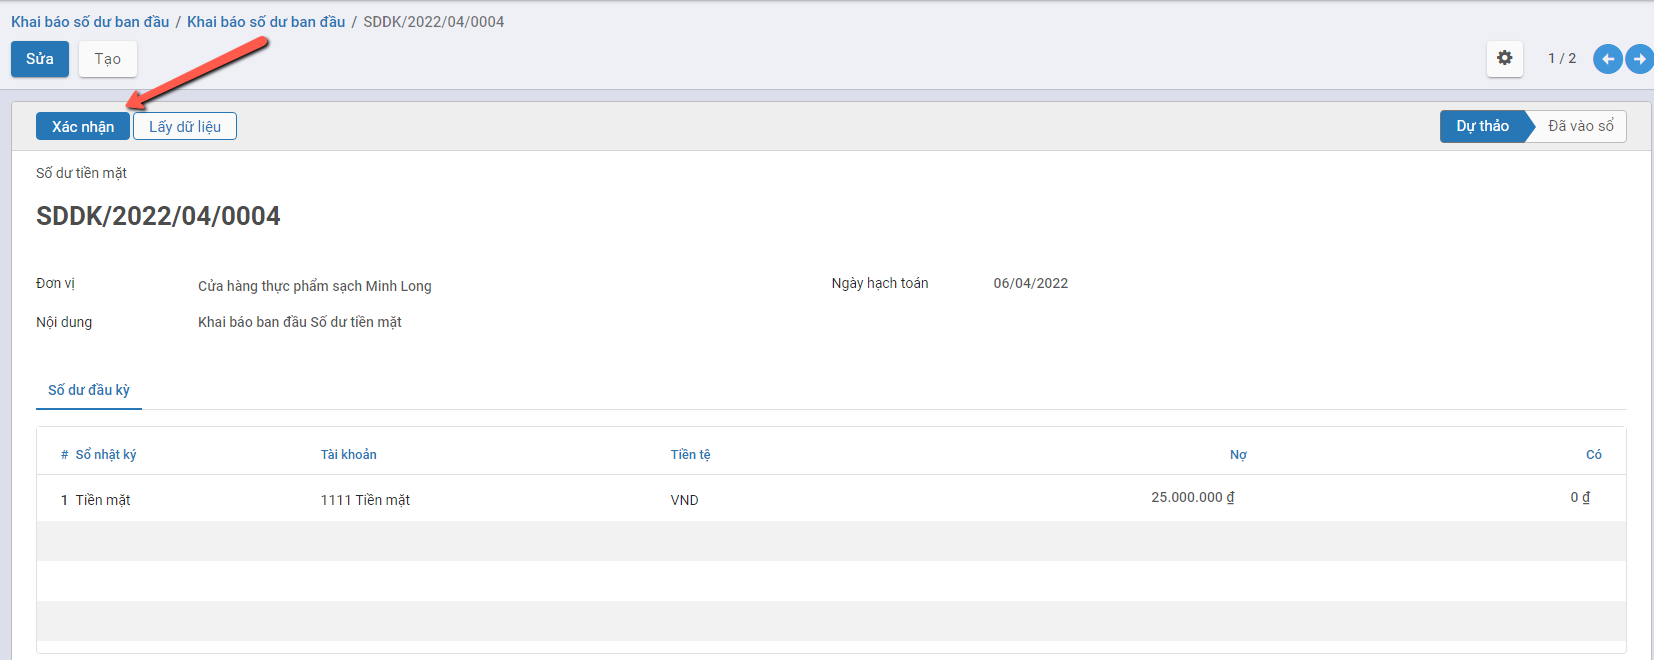 Khai báo số dư ban đầu / Khai báo số dư ban đầu / SDDK/2022/04/0004
Sửa Tạo 1 / 2
Xác nhận Lấy dữ liệu Dự thảo Đã vào sổ
Số dư tiền mặt
SDDK/2022/04/0004
Đơn vị Cửa hàng thực phẩm sạch Minh Long Ngày hạch toán 06/04/2022
Nội dung Khai báo ban đầu Số dư tiền mặt
Số dư đầu kỳ
# Sổ nhật ký Tài khoản Tiền tệ Nợ Có
1 Tiền mặt 1111 Tiền mặt VND 25.000.000 ₫ 0 ₫